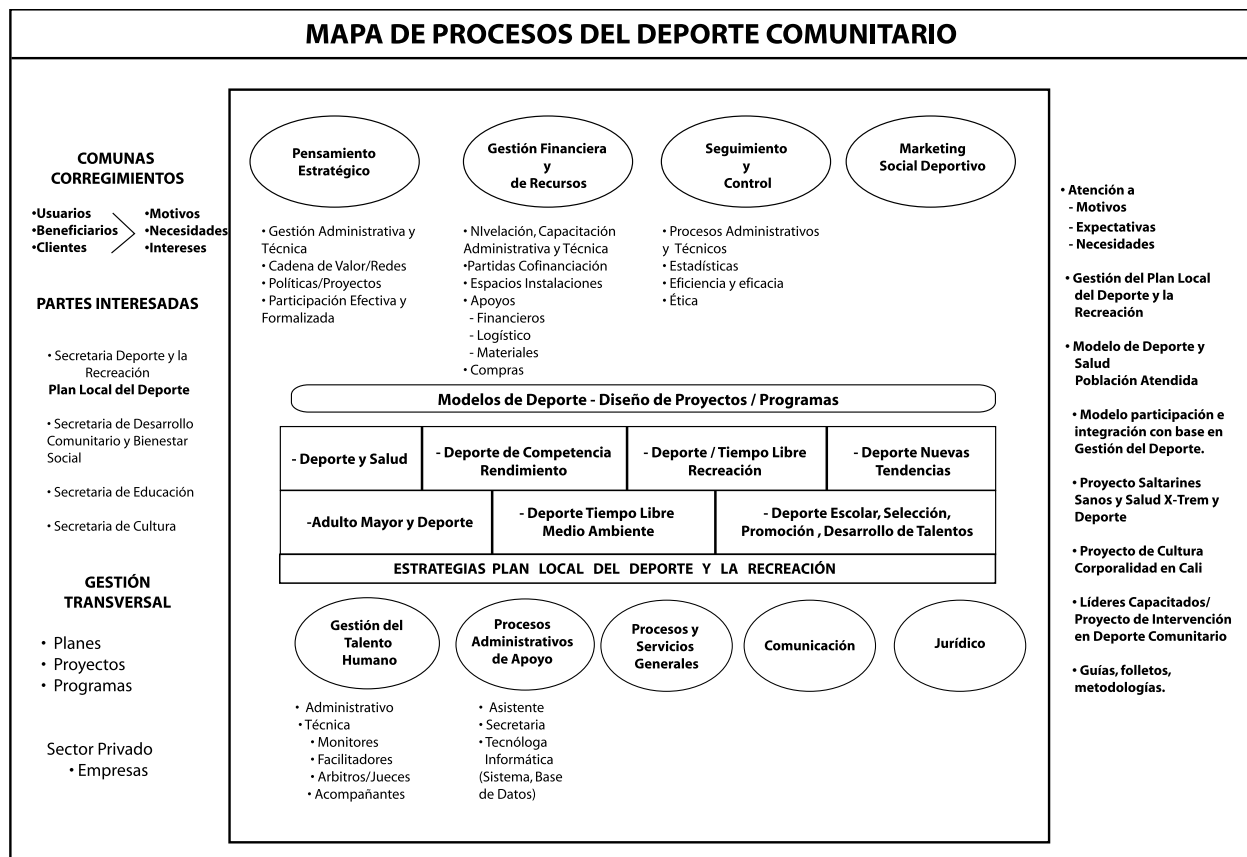 MAPA DE PROCESOS DEL DEPORTE COMUNITARIO
COMUNAS
CORREGIMIENTOS
•Usuarios
•Beneficiarios
•Clientes
•Motivos
•Necesidades
•Intereses
PARTES INTERESADAS
• Secretaria Deporte y la
Recreación
Plan Local del Deporte
• Secretaria de Desarrollo
Comunitario y Bienestar
Social
• Secretaria de Educación
• Secretaria de Cultura
GESTIÓN
TRANSVERSAL
• Planes
• Proyectos
• Programas
Sector Privado
• Empresas
Pensamiento
Estratégico
• Gestión Administrativa y
Técnica
• Cadena de Valor/Redes
• Políticas/Proyectos
• Participación Efectiva y
Formalizada
Gestión Financiera
y
de Recursos
• NIvelación, Capacitación
Administrativa y Técnica
•Partidas Cofinanciación
• Espacios Instalaciones
• Apoyos
- Financieros
- Logístico
- Materiales
• Compras
Seguimiento
y
Control
• Procesos Administrativos
y Técnicos
• Estadísticas
• Eficiencia y eficacia
• Ética
Marketing
Social Deportivo
Modelos de Deporte - Diseño de Proyectos / Programas
- Deporte y Salud
- Deporte de Competencia
Rendimiento
- Deporte / Tiempo Libre
Recreación
- Deporte Nuevas
Tendencias
-Adulto Mayor y Deporte
- Deporte Tiempo Libre
Medio Ambiente
- Deporte Escolar, Selección,
Promoción , Desarrollo de Talentos
ESTRATEGIAS PLAN LOCAL DEL DEPORTE Y LA RECREACIÓN
Gestión del
Talento
Humano
• Administrativo
• Técnica
• Monitores
• Facilitadores
• Arbitros/Jueces
• Acompañantes
Procesos
Administrativos
de Apoyo
• Asistente
• Secretaria
• Tecnóloga
Informática
(Sistema, Base
de Datos)
Procesos y
Servicios
Generales
Comunicación
Jurídico
• Atención a
- Motivos
- Expectativas
- Necesidades
• Gestión del Plan Local
del Deporte y la
Recreación
• Modelo de Deporte y
Salud
Población Atendida
• Modelo participación e
integración con base en
Gestión del Deporte.
• Proyecto Saltarines
Sanos y Salud X-Trem y
Deporte
• Proyecto de Cultura
Corporalidad en Cali
• Líderes Capacitados/
Proyecto de Intervención
en Deporte Comunitario
• Guías, folletos,
metodologías.